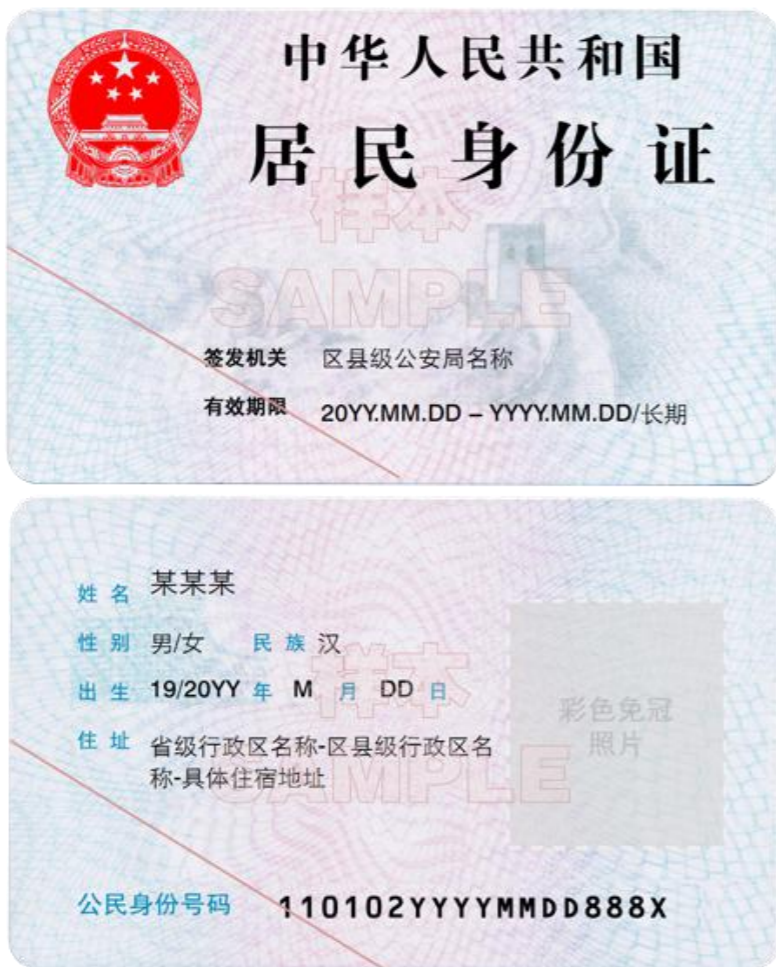 中华人民共和国
居民身份证
样本
SAMPLE
签发机关 区县级公安局名称
有效期限 20YY.MM.DD – YYYY.MM.DD/长期
姓名 某某某
性别 男/女 民族 汉
样本
出生 19/20YY 年 M 月 DD 日
住址 省级行政区名称-区县级行政区名
称-具体住宿地址
彩色免冠
照片
SAMPLE
公民身份号码 110102YYYYMMDD888X